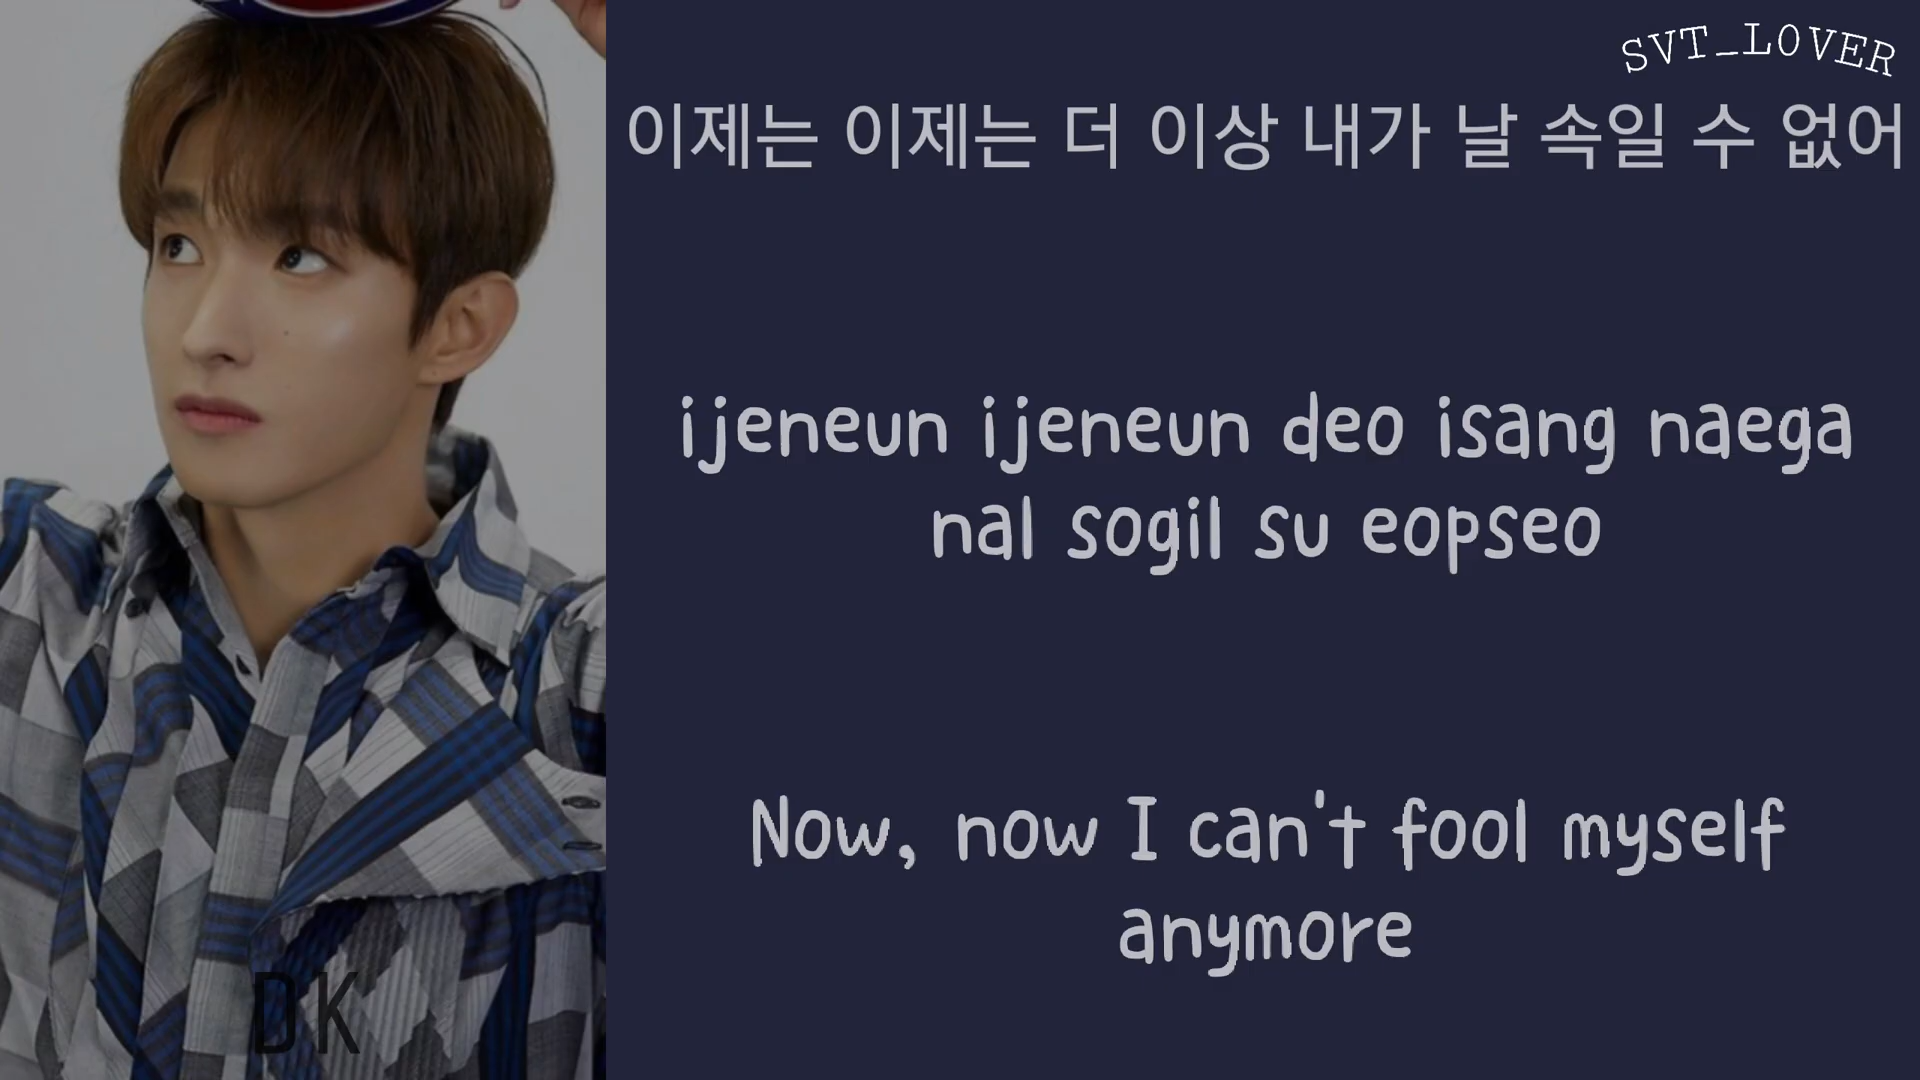 SVT_LOVER
이제는 이제는 더 이상 내가 날 속일 수 없어
ijeneun ijeneun deo isang naega
nal sogil su eopseo
Now, now I can't fool myself
anymore
DK